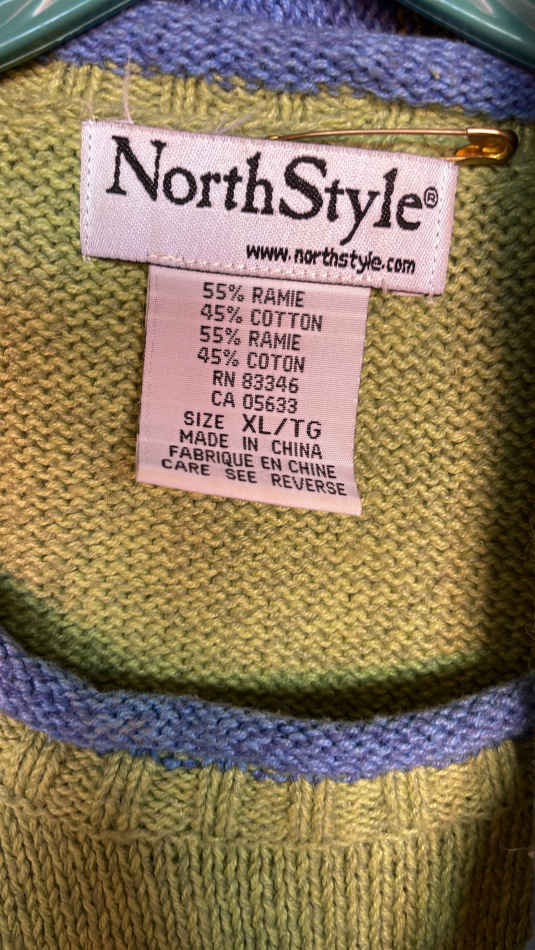 NorthStyle®
www.northstyle.com
55% RAMIE
45% COTTON
55% RAMIE
45% COTON
RN 83346
CA 05633
SIZE XL/TG
MADE IN CHINA
FABRIQUE EN CHINE
CARE SEE REVERSE